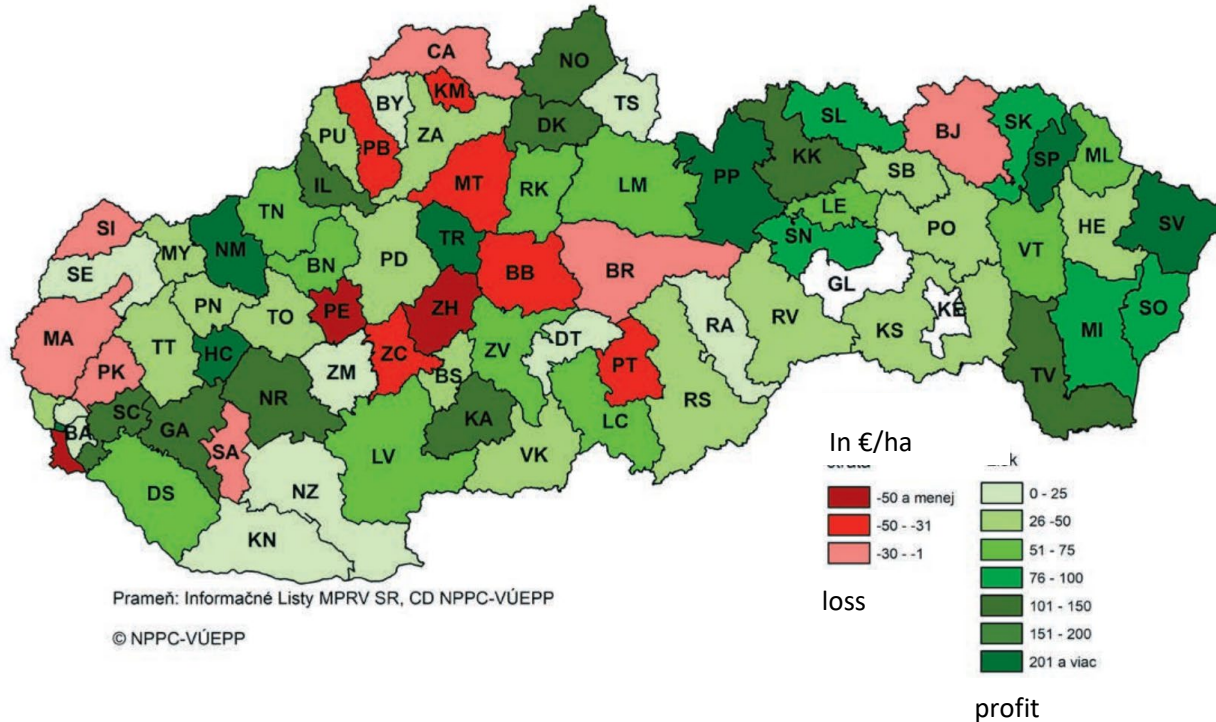 CA
NO
KM
BY
TS
PU
PB
ZA
DK
SL
BJ
SK
SP
ML
KK
IL
MT
RK
LM
PP
SB
TN
LE
SI
MY
NM
TR
SN
PO
VT
HE
SV
SE
BN
PD
BB
BR
GL
PN
TO
PE
ZH
RA
RV
KS
KE
MI
SO
MA
TT
HC
ZM
ZC
ZV
DT
PK
BS
PT
TV
SC
NR
KA
RS
BA
GA
SA
LC
LV
VK
DS
NZ
KN
In €/ha
-50 a menej
-50 - -31
-30 - -1
loss
0 - 25
26 -50
51 - 75
76 - 100
101 - 150
151 - 200
201 a viac
profit
Prameň: Informačné Listy MPRV SR, CD NPPC-VÚEPP
© NPPC-VÚEPP